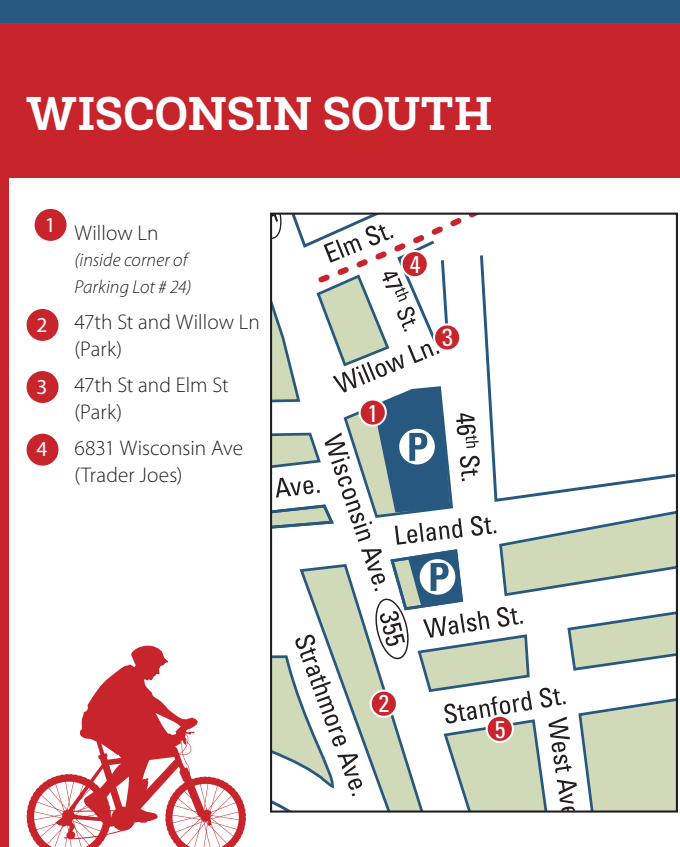 WISCONSIN SOUTH
1 Willow Ln
(inside corner of
Parking Lot # 24)
2 47th St and Willow Ln
(Park)
3 47th St and Elm St
(Park)
4 6831 Wisconsin Ave
(Trader Joes)
Elm St.
4
47th St.
3
Willow Ln.
1
P
46th St.
Wisconsin Ave.
Ave.
Leland St.
P
355
Walsh St.
Strathmore Ave.
2
Stanford St.
5
West Ave